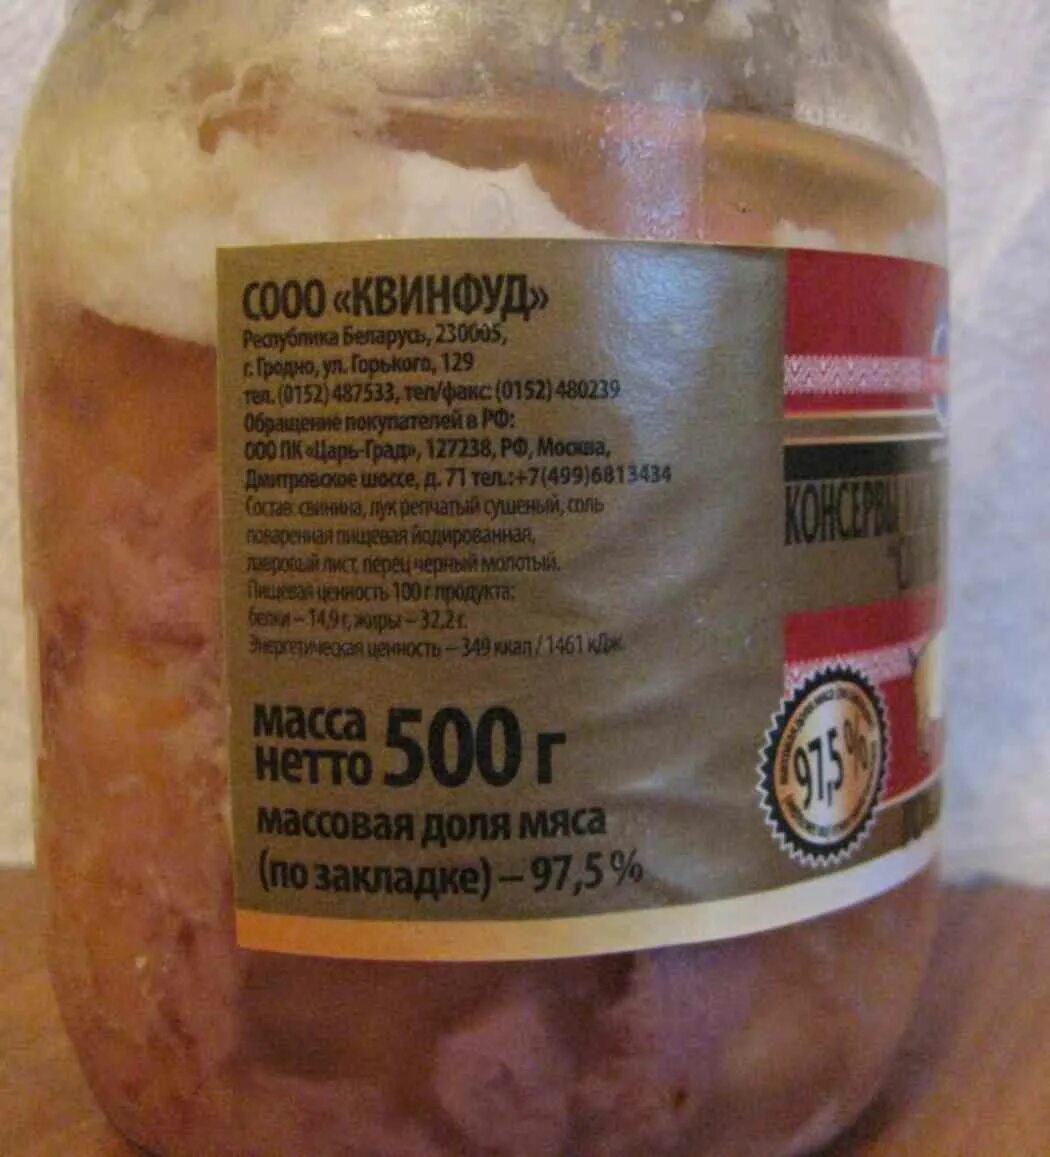 СООО «КВИНФУД»
Республика Беларусь, 230005,
г. Гродно, ул. Горького, 129
тел. (0152) 487533, тел/факс: (0152) 480239
Обращение покупателей в РФ:
ООО ПК «Царь-Град», 127238, РФ, Москва,
Дмитровское шоссе, д. 71 тел.:+7(499)6813434
Состав: свинина, лук репчатый сушеный, соль
поваренная пищевая йодированная,
лавровый лист, перец черный молотый.
Пищевая ценность 100 г продукта:
белки – 14,9 г, жиры – 32,2 г.
Энергетическая ценность – 349 ккал / 1461 кДж
масса
нетто 500 г
массовая доля мяса
(по закладке) – 97,5 %
КОНСЕРВЫ
97,5%